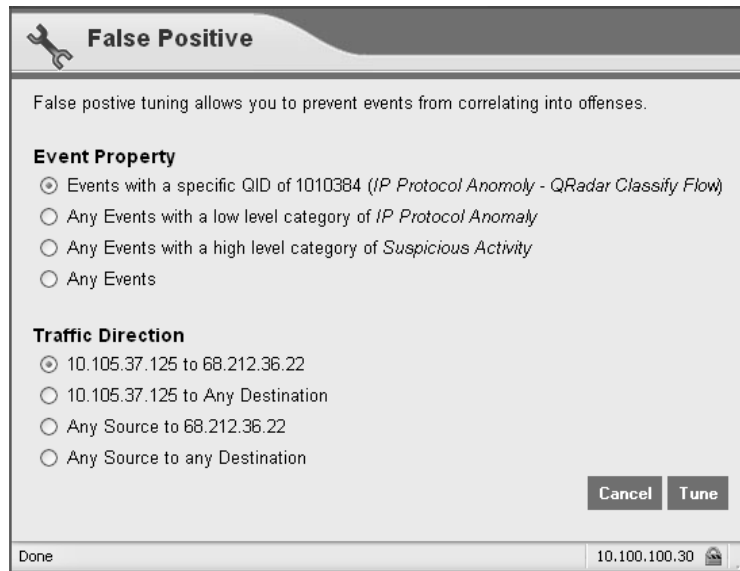 False Positive
False postive tuning allows you to prevent events from correlating into offenses.
Event Property
Events with a specific QID of 1010384 (IP Protocol Anomoly - QRadar Classify Flow)
Any Events with a low level category of IP Protocol Anomaly
Any Events with a high level category of Suspicious Activity
Any Events
Traffic Direction
10.105.37.125 to 68.212.36.22
10.105.37.125 to Any Destination
Any Source to 68.212.36.22
Any Source to any Destination
Cancel Tune
Done 10.100.100.30